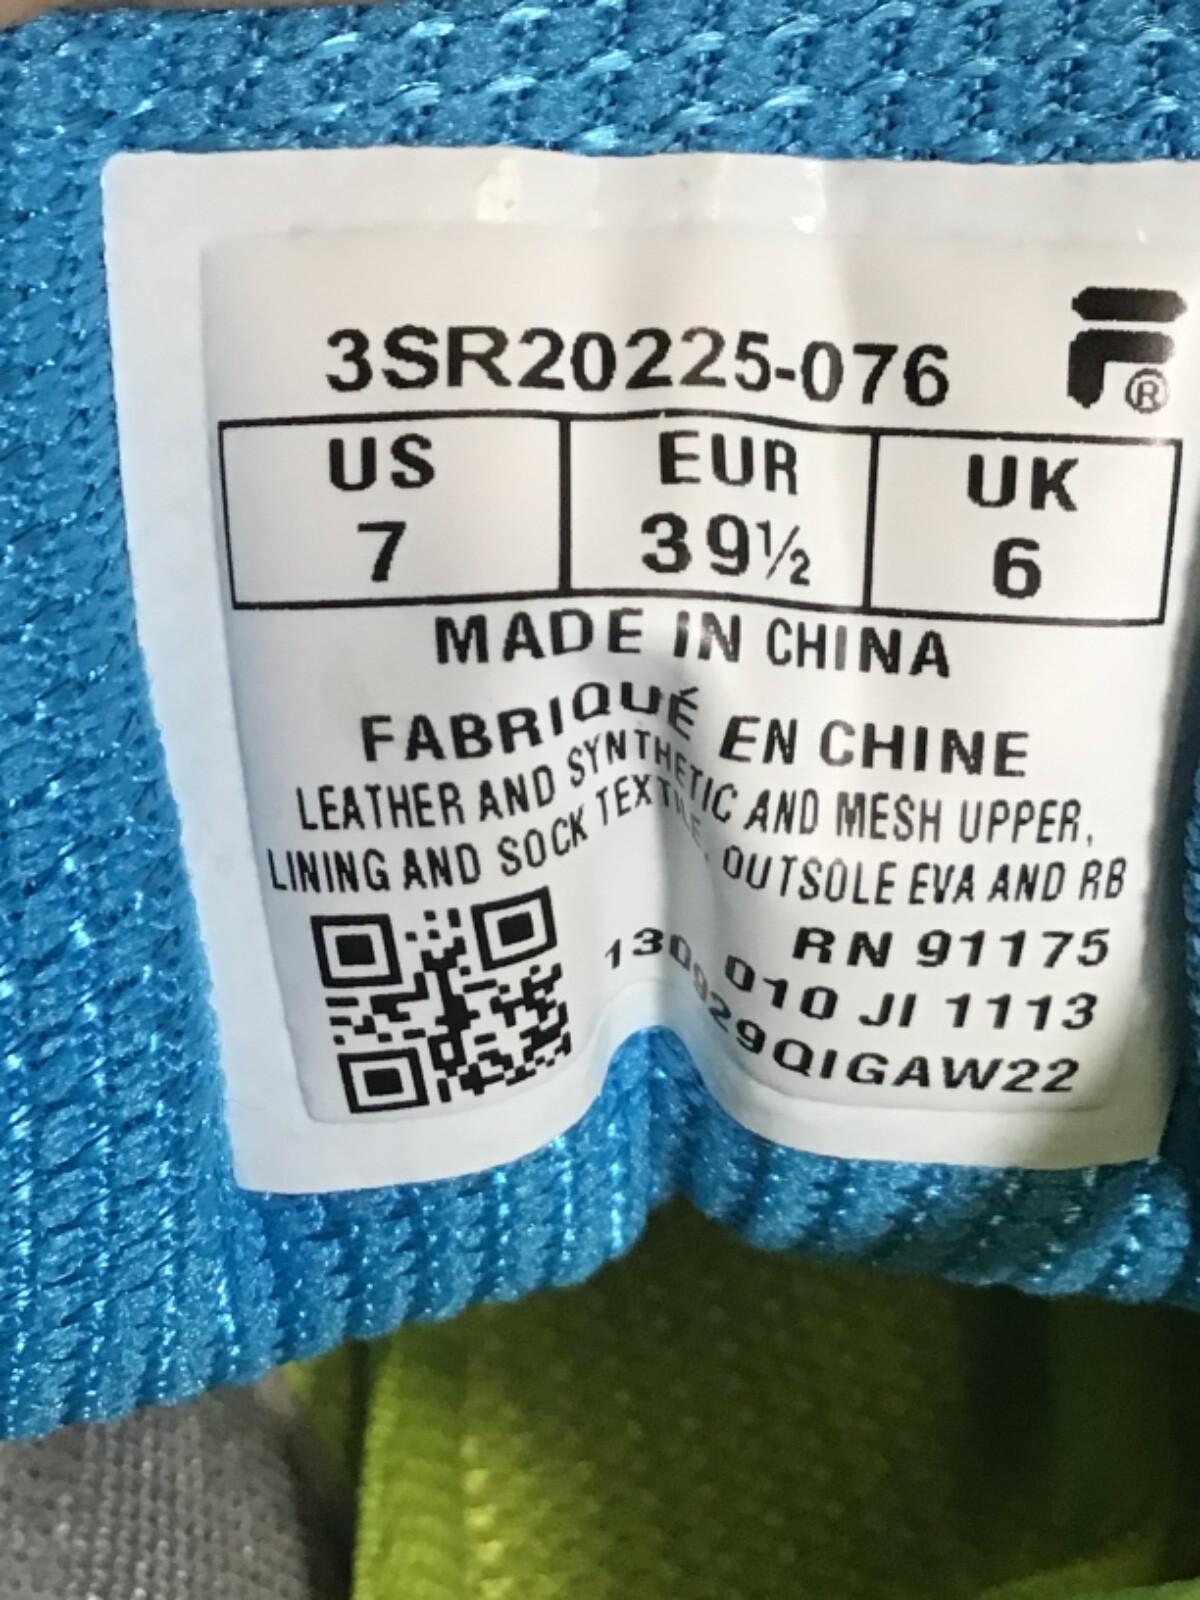 3SR20225-076
US EUR UK
7 39½ 6
MADE IN CHINA
FABRIQUÉ EN CHINE
LEATHER AND SYNTHETIC AND MESH UPPER,
LINING AND SOCK TEXTILE, OUTSOLE EVA AND RB
RN 91175
010 JI 1113
®